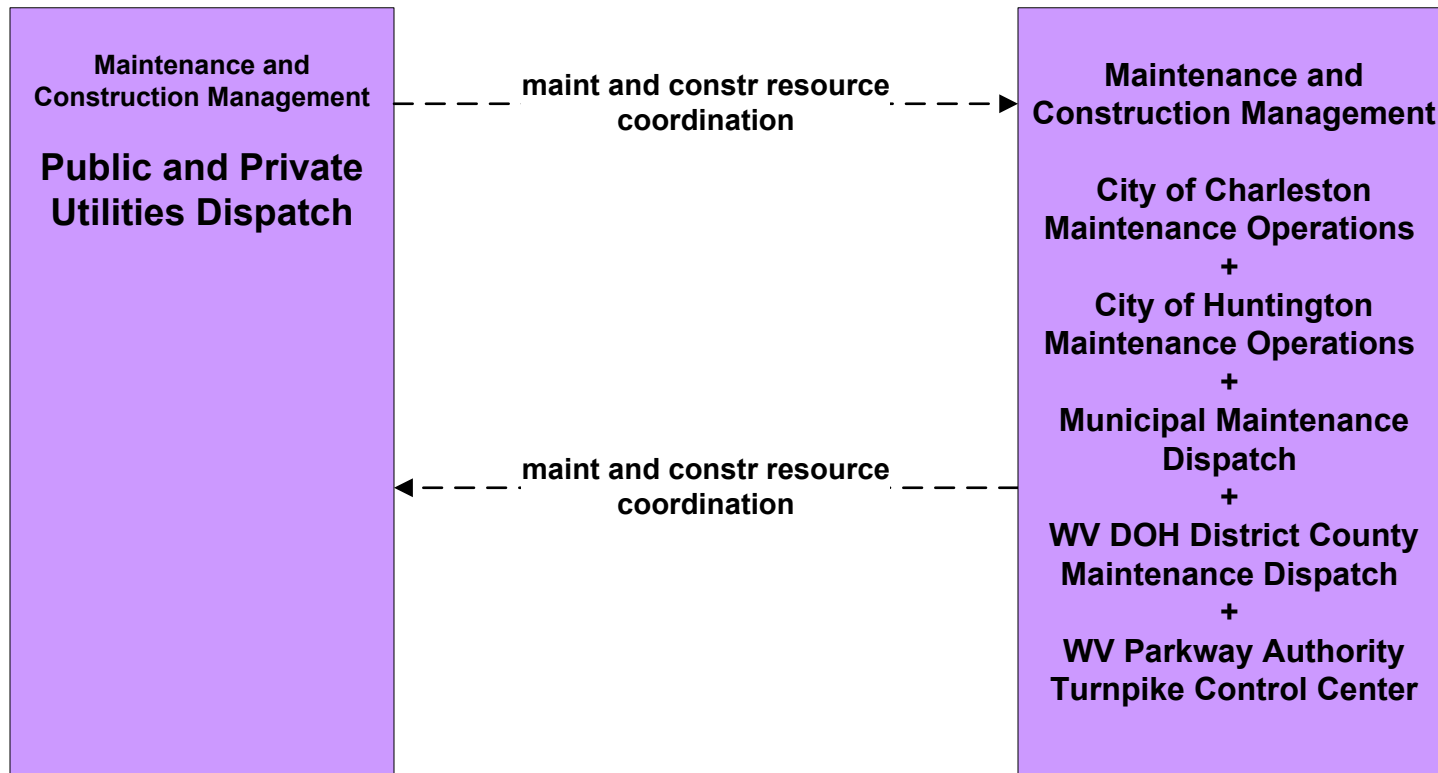 Maintenance and
Construction Management
Public and Private
Utilities Dispatch
maint and constr resource
coordination
maint and constr resource
coordination
Maintenance and
Construction Management
City of Charleston
Maintenance Operations
+
City of Huntington
Maintenance Operations
+
Municipal Maintenance
Dispatch
+
WV DOH District County
Maintenance Dispatch
+
WV Parkway Authority
Turnpike Control Center